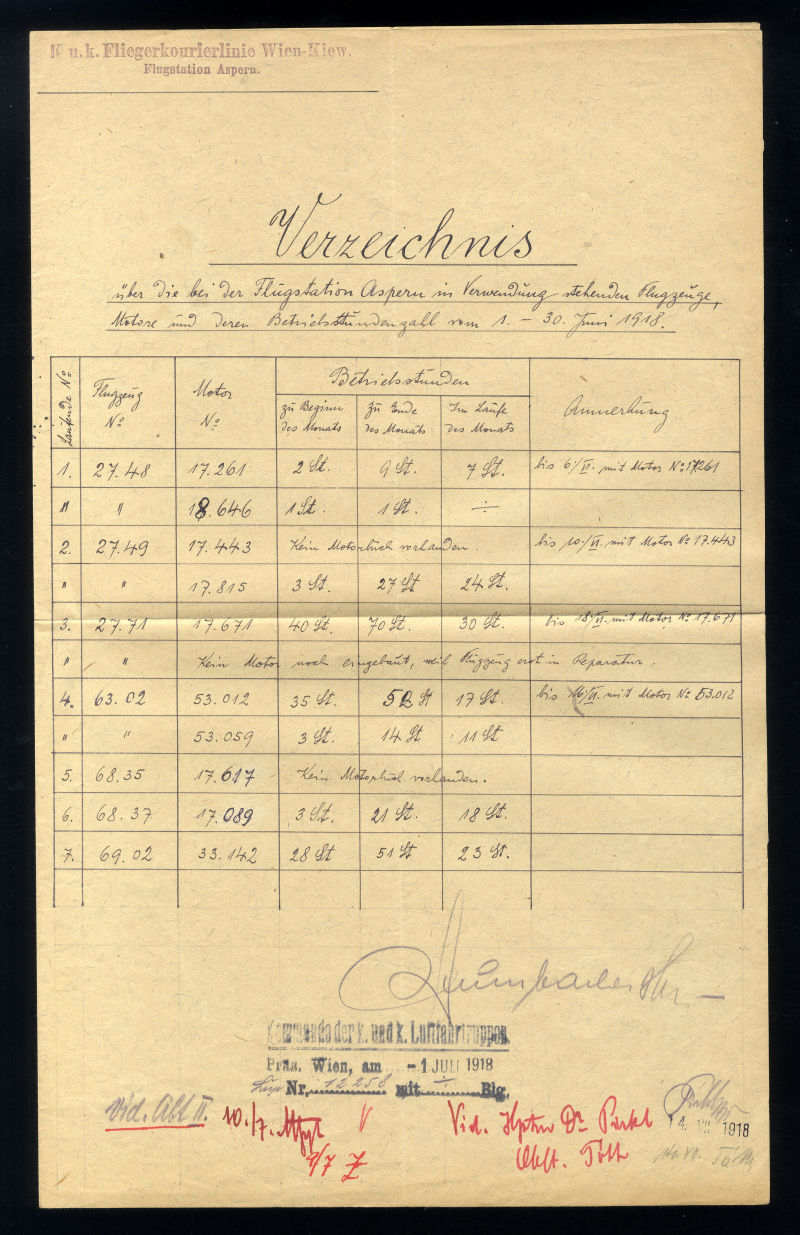 K. u. k. Fliegerkourierlinie Wien-Kiew.
Flugstation Aspern.
Verzeichnis
über die bei der Flugstation Aspern in Verwendung stehenden Flugzeuge,
Motore und deren Betriebsstundenzahl vom 1. – 30. Juni 1918.
Laufende No Flugzeug No Motor No Betriebsstunden Anmerkung
zu Beginn des Monats zu Ende des Monats Im Laufe des Monats
1. 27.48 17.261 2 St. 9 St. 7 St. bis 6./VI. mit Motor No 17.261
" " 18.646 1 St. 1 St. ÷
2. 27.49 17.443 Kein Motorbuch vorhanden. bis 10./VI. mit Motor No 17.443
" " 17.815 3 St. 27 St 24 St.
3. 27.71 17.671 40 St. 70 St. 30 St. bis 18./VI. mit Motor No 17.671
" " Kein Motor noch eingebaut, weil Flugzeug erst in Reparatur.
4. 63.02 53.012 35 St. 52 St 17 St. bis 16./VI. mit Motor No 53.012
" " 53.059 3 St. 14 St 11 St
5. 68.35 17.617 Kein Motorbuch vorhanden.
6. 68.37 17.089 3 St. 21 St. 18 St.
7. 69.02 33.142 28 St 51 St 23 St.
Kommando der k. und k. Luftfahrtruppen.
Präs. Wien, am – 1 JULI 1918
Nr. 12258 mit ÷ Blg.
Vid. Abt II. 10./7. Vid. Hptm Dr Pirkl 14. VII. 1918
9/7 Obst. Tóth